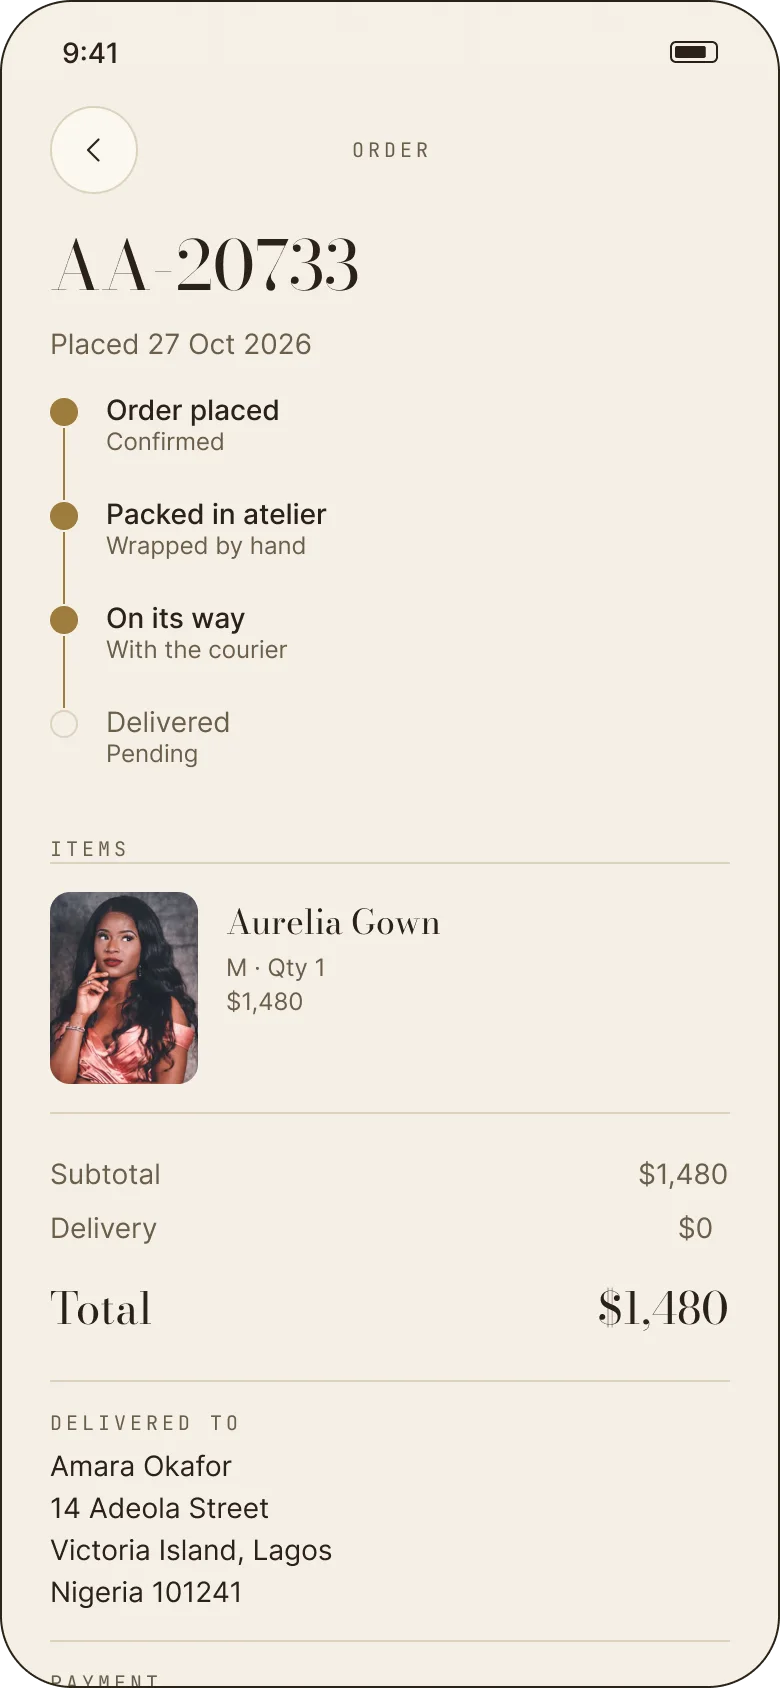 9:41
ORDER
AA-20733
Placed 27 Oct 2026
Order placed
Confirmed
Packed in atelier
Wrapped by hand
On its way
With the courier
Delivered
Pending
ITEMS
Aurelia Gown
M · Qty 1
$1,480
Subtotal $1,480
Delivery $0
Total $1,480
DELIVERED TO
Amara Okafor
14 Adeola Street
Victoria Island, Lagos
Nigeria 101241
PAYMENT